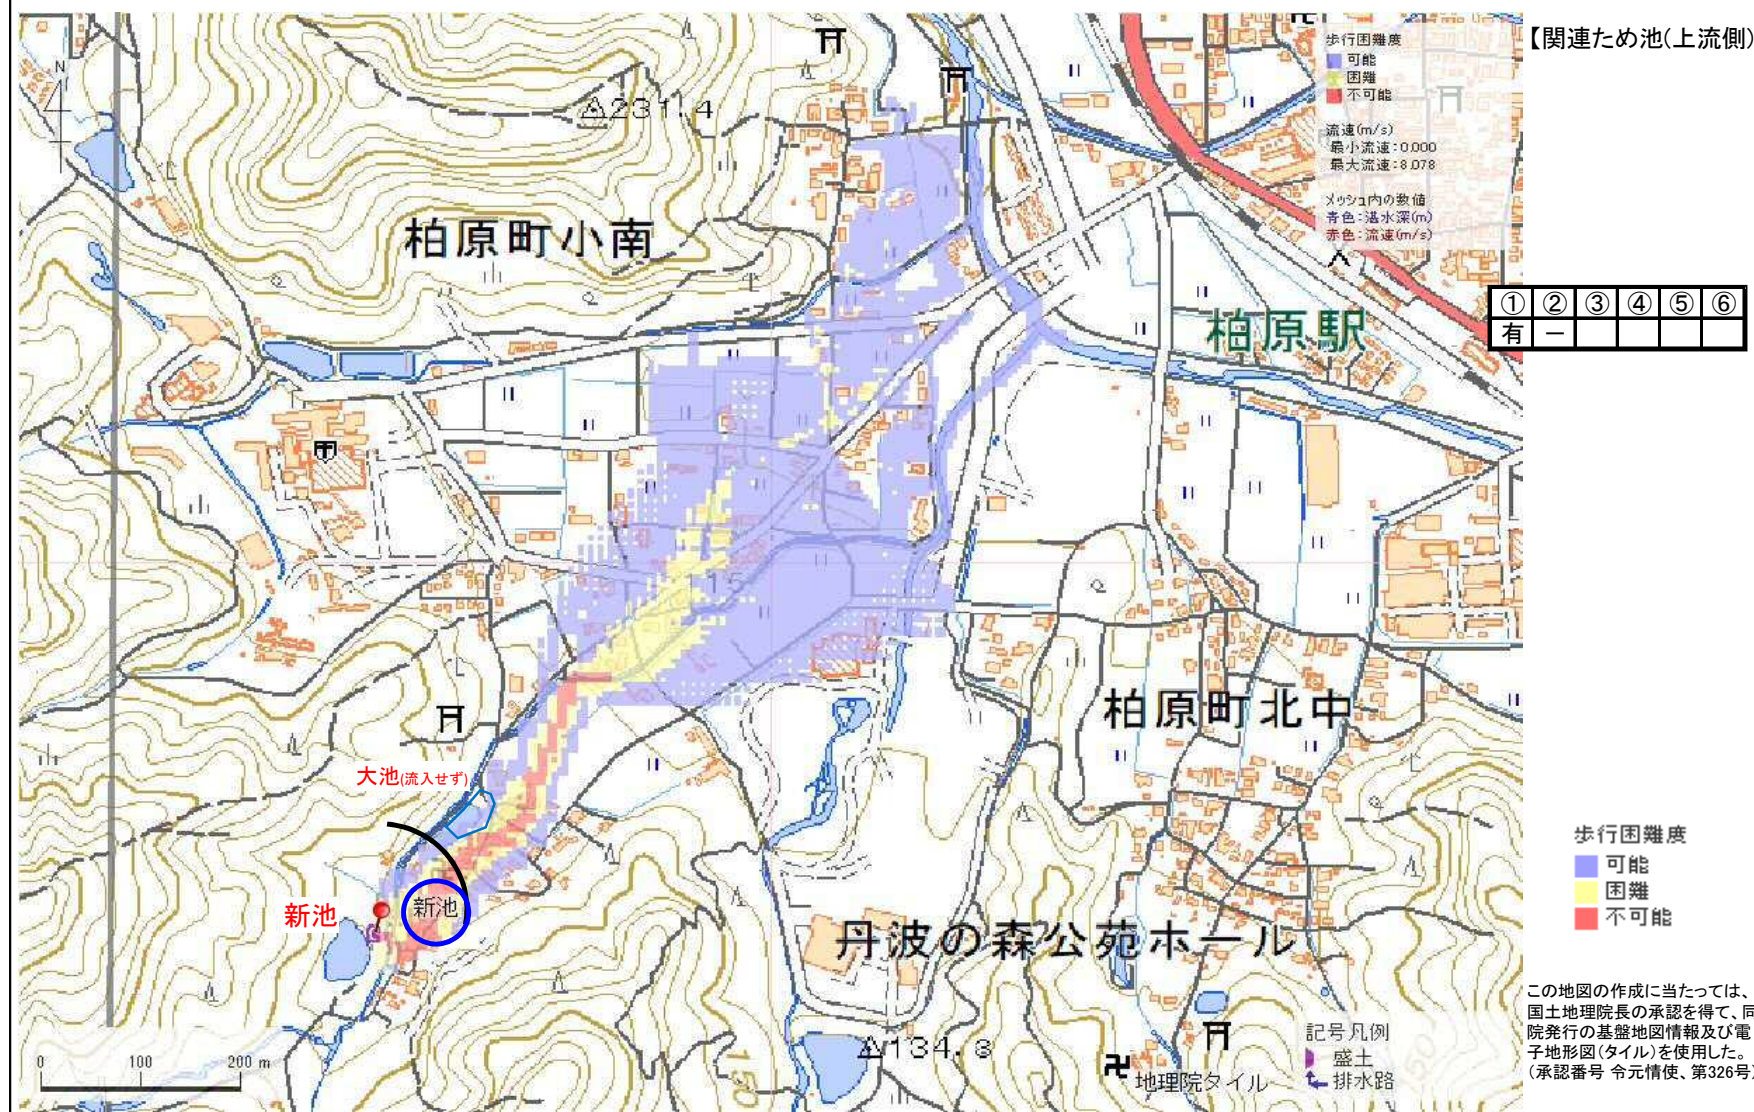 【関連ため池(上流側)
歩行困難度
可能
困難
不可能
流速(m/s)
最小流速:0.000
最大流速:8.078
メッシュ内の数値
青色:湛水深(m)
赤色:流速(m/s)
N
231.4
柏原町小南
柏原駅
① ② ③ ④ ⑤ ⑥
有 －
柏原町北中
大池(流入せず)
新池
新池
丹波の森公苑ホール
歩行困難度
可能
困難
不可能
この地図の作成に当たっては、
国土地理院長の承認を得て、同
院発行の基盤地図情報及び電
子地形図(タイル)を使用した。
(承認番号 令元情使、第326号)
0 100 200 m
150
134.8
地理院タイル
記号凡例
盛土
排水路